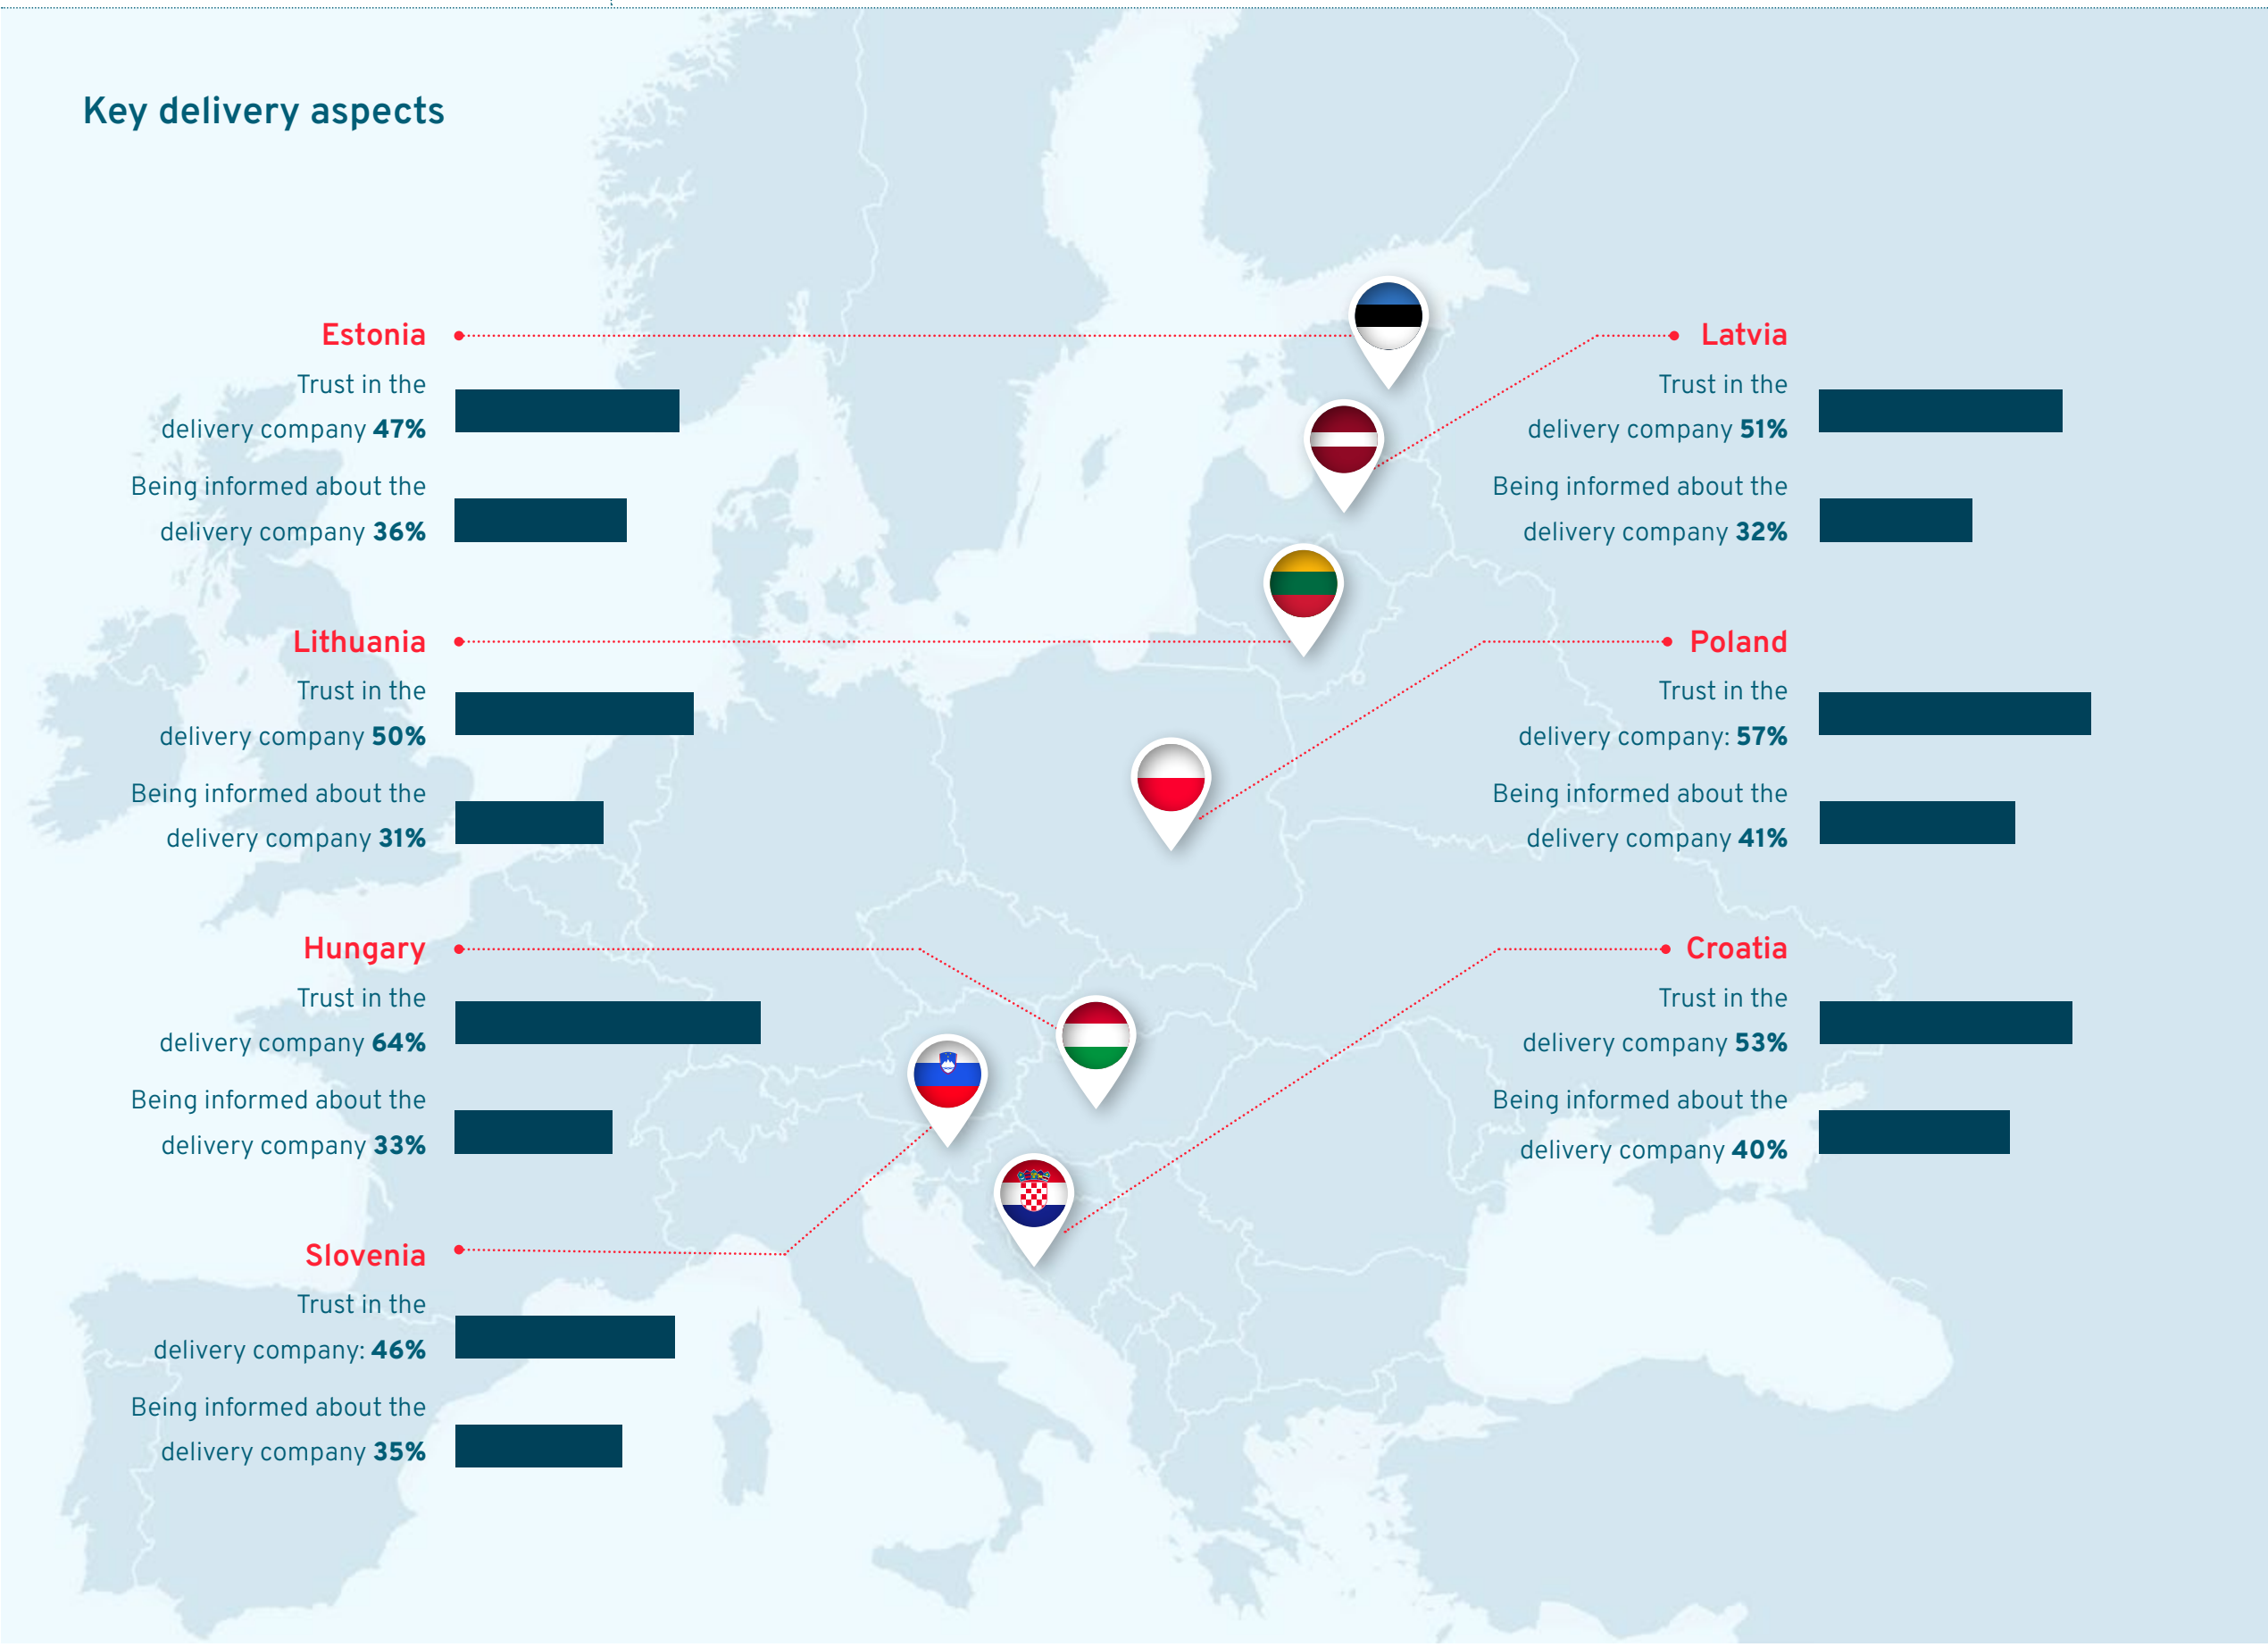 Key delivery aspects
Estonia
Trust in the
delivery company 47%
Being informed about the
delivery company 36%
Latvia
Trust in the
delivery company 51%
Being informed about the
delivery company 32%
Lithuania
Trust in the
delivery company 50%
Being informed about the
delivery company 31%
Poland
Trust in the
delivery company: 57%
Being informed about the
delivery company 41%
Hungary
Trust in the
delivery company 64%
Being informed about the
delivery company 33%
Croatia
Trust in the
delivery company 53%
Being informed about the
delivery company 40%
Slovenia
Trust in the
delivery company: 46%
Being informed about the
delivery company 35%